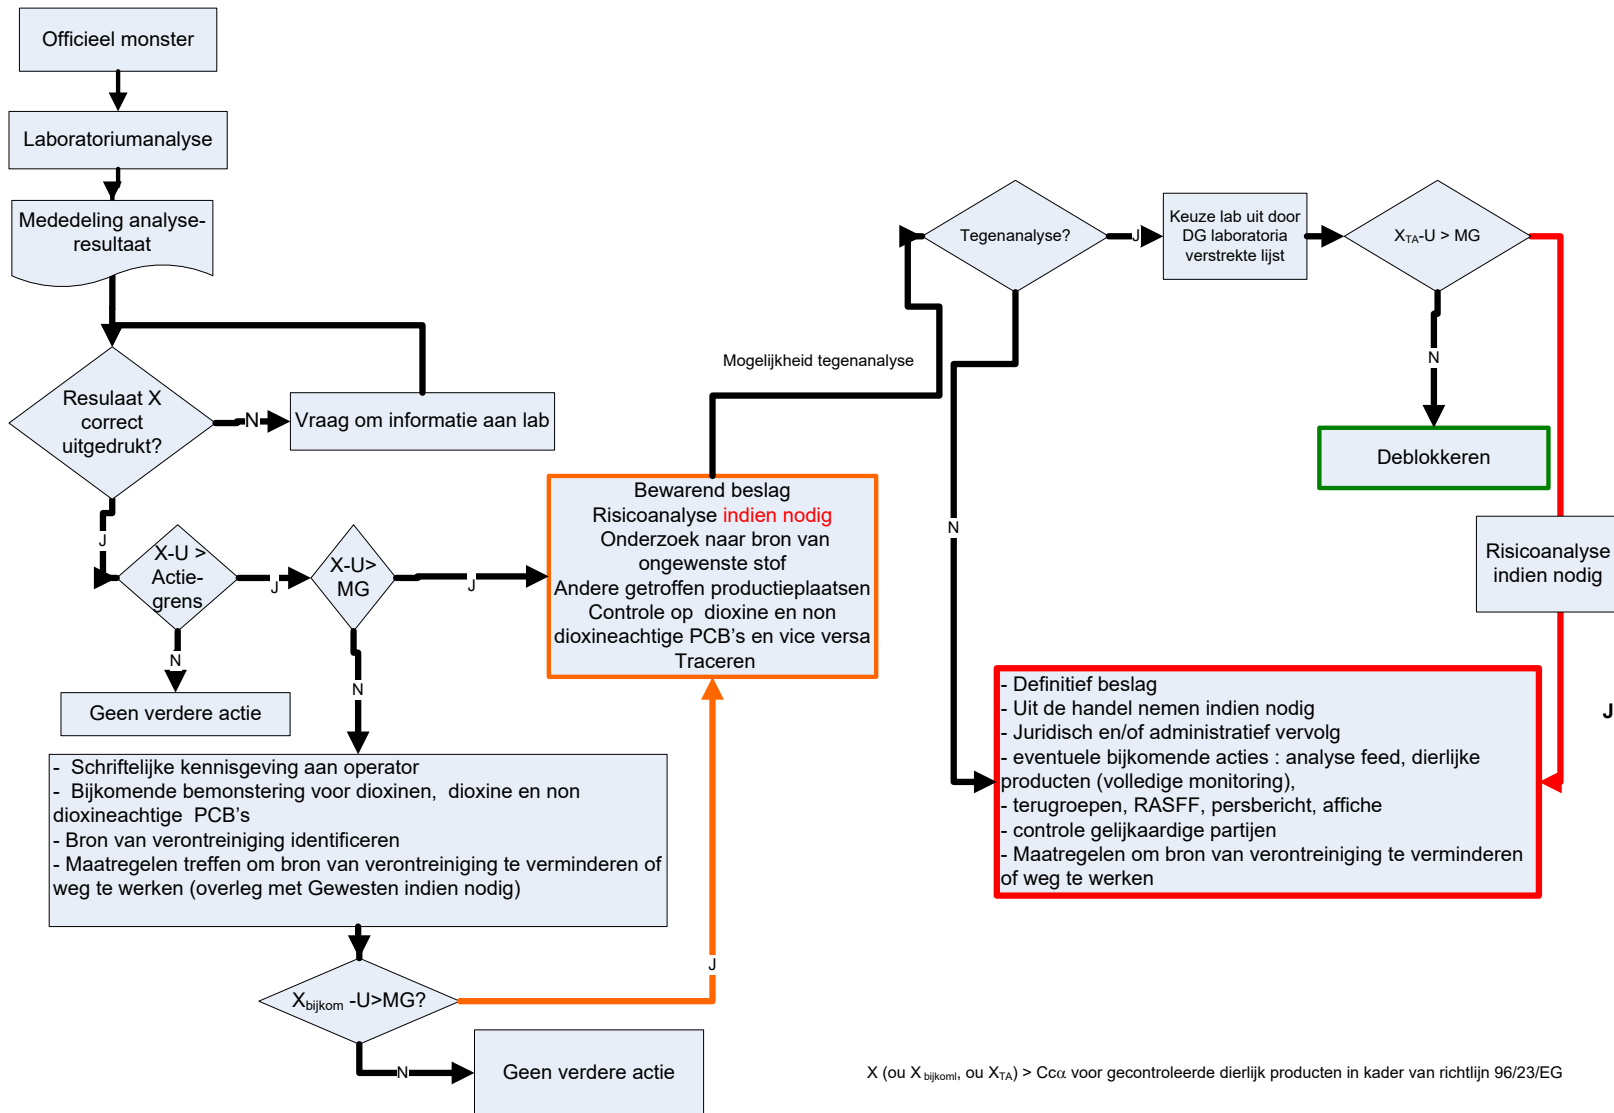 Officieel monster
Laboratoriumanalyse
Mededeling analyse-
resultaat
Resulaat X
correct
uitgedrukt?
N
Vraag om informatie aan lab
J
X-U >
Actie-
grens
J
X-U>
MG
J
N
Geen verdere actie
N
- Schriftelijke kennisgeving aan operator
- Bijkomende bemonstering voor dioxinen, dioxine en non
dioxineachtige PCB's
- Bron van verontreiniging identificeren
- Maatregelen treffen om bron van verontreiniging te verminderen of
weg te werken (overleg met Gewesten indien nodig)
Xbijkom -U>MG?
J
N
Geen verdere actie
Bewarend beslag
Risicoanalyse indien nodig
Onderzoek naar bron van
ongewenste stof
Andere getroffen productieplaatsen
Controle op dioxine en non
dioxineachtige PCB's en vice versa
Traceren
Mogelijkheid tegenanalyse
Tegenanalyse?
J
Keuze lab uit door
DG laboratoria
verstrekte lijst
XTA-U > MG
N
Deblokkeren
N
Risicoanalyse
indien nodig
J
- Definitief beslag
- Uit de handel nemen indien nodig
- Juridisch en/of administratief vervolg
- eventuele bijkomende acties : analyse feed, dierlijke
producten (volledige monitoring),
- terugroepen, RASFF, persbericht, affiche
- controle gelijkaardige partijen
- Maatregelen om bron van verontreiniging te verminderen
of weg te werken
X (ou X bijkoml, ou XTA) > Ccα voor gecontroleerde dierlijk producten in kader van richtlijn 96/23/EG